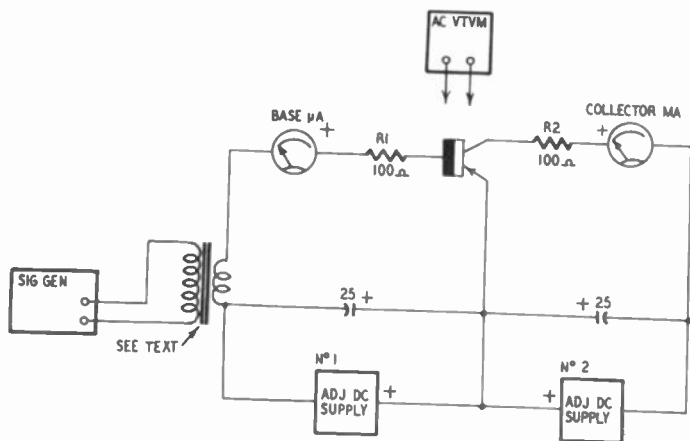 AC VTVM
BASE µA
+
R1
100Ω
R2
100Ω
COLLECTOR MA
+
SIG GEN
SEE TEXT
25 +
+ 25
Nº 1
ADJ DC
SUPPLY
+
Nº 2
+
ADJ DC
SUPPLY